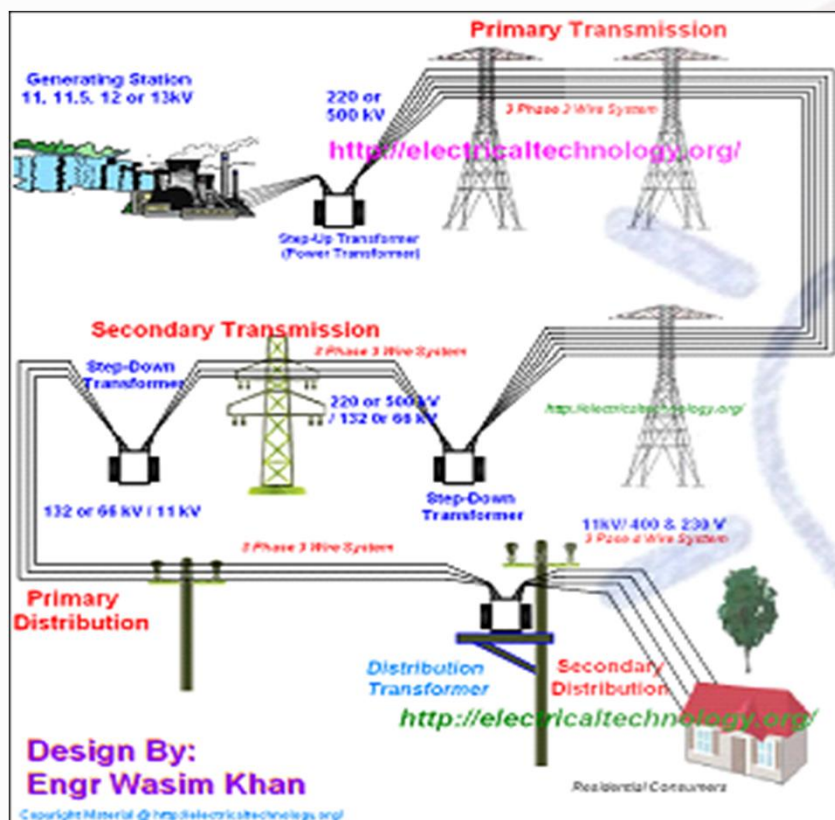 Primary Transmission
Generating Station
11, 11.5, 12 or 13kV
220 or
500 kV
3 Phase 3 Wire System
http://electricaltechnology.org/
Step-Up Transformer
(Power Transformer)
Secondary Transmission
3 Phase 3 Wire System
Step-Down
Transformer
220 or 500 kV
/ 132 0r 66 kV
http://electricaltechnology.org/
132 or 66 kV / 11 kV
Step-Down
Transformer
11kV/ 400 & 230 V
3 Pase 4 Wire System
3 Phase 3 Wire System
Primary
Distribution
Distribution
Transformer
Secondary
Distribution
http://electricaltechnology.org/
Design By:
Engr Wasim Khan
Residential Consumers
Copyright Material @ http://electricaltechnology.org/